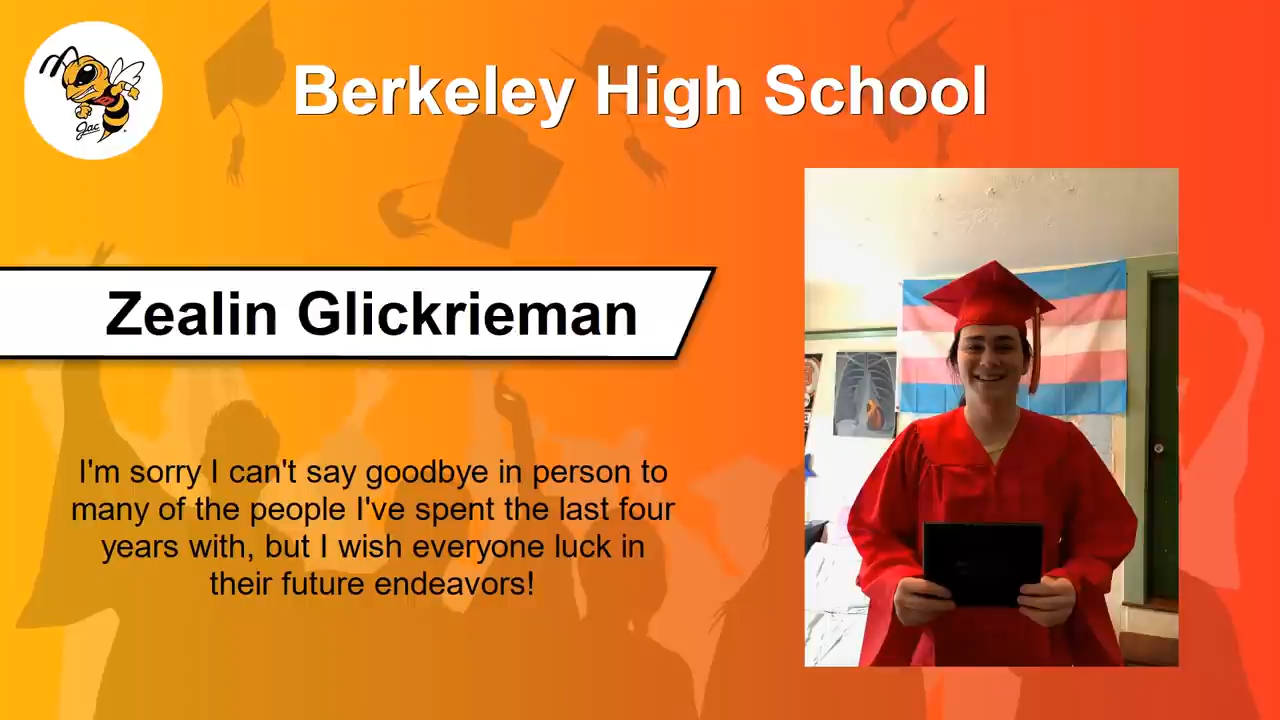 Jac
Berkeley High School
Zealin Glickrieman
I'm sorry I can't say goodbye in person to
many of the people I've spent the last four
years with, but I wish everyone luck in
their future endeavors!